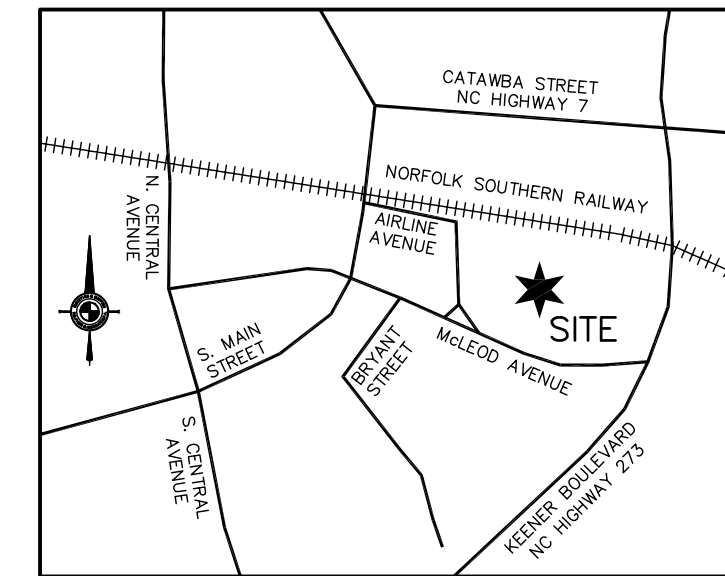 CATAWBA STREET
NC HIGHWAY 7
NORFOLK SOUTHERN RAILWAY
N. CENTRAL
AVENUE
AIRLINE
AVENUE
SITE
S. MAIN
STREET
BRYANT
STREET
McLEOD AVENUE
S. CENTRAL
AVENUE
KEENER BOULEVARD
NC HIGHWAY 273